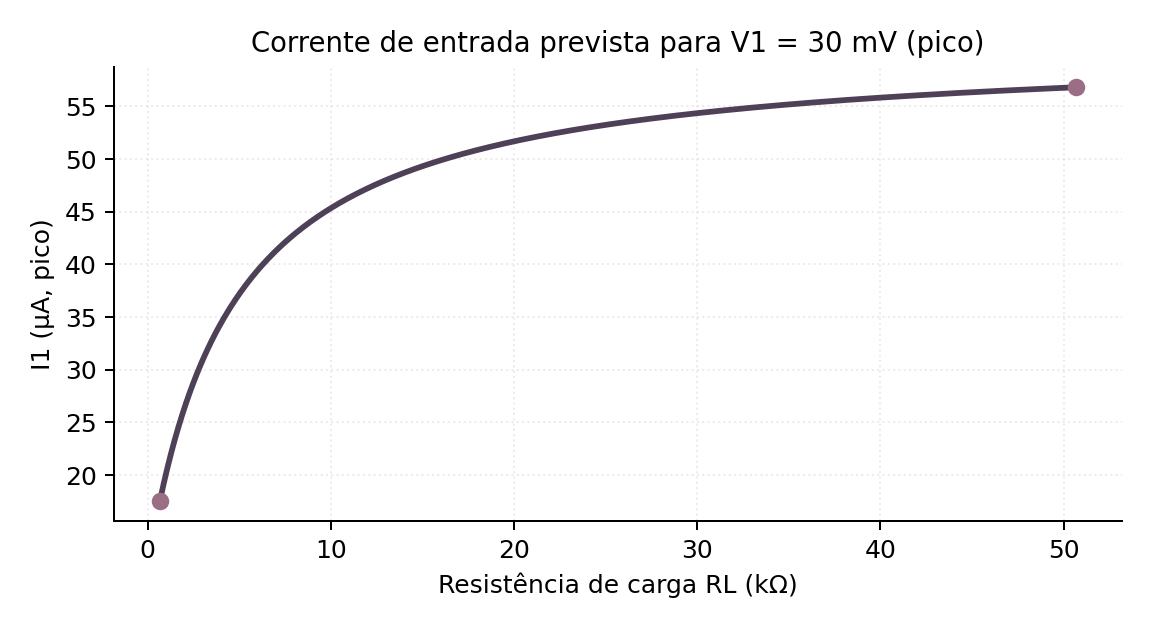 Corrente de entrada prevista para V1 = 30 mV (pico)
I1 (µA, pico)
55
50
45
40
35
30
25
20
0 10 20 30 40 50
Resistência de carga RL (kΩ)